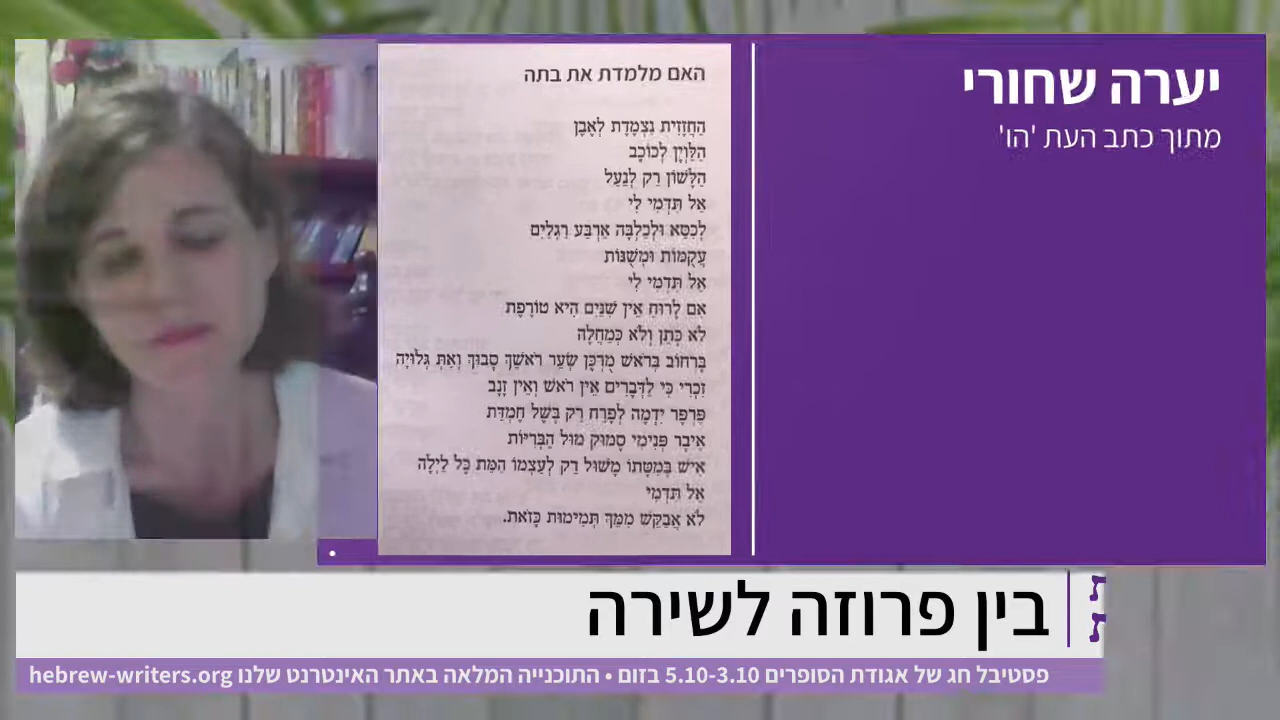 יערה שחורי
מתוך כתב העת 'הו'
האם מלמדת את בתה
הַחֲזָזִית נִצְמֶדֶת לְאֶבֶן
הַלַּוְיָן לְכוֹכָב
הַלָּשׁוֹן רַק לְנַעַל
אַל תִּדְמִי לִי
לְכִסֵּא וּלְכַלְבָּה אַרְבַּע רַגְלַיִם
עֲקֻמּוֹת וּמְשֻׁנּוֹת
אַל תִּדְמִי לִי
אִם לָרוּחַ אֵין שִׁנַּיִם הִיא טוֹרֶפֶת
לֹא כְּתַן וְלֹא כְּמַחֲלָה
בָּרְחוֹב בְּרֹאשׁ מֻרְכָּן שְׂעַר רֹאשֵׁךְ סָבוּךְ וְאַתְּ גְּלוּיָה
זִכְרִי כִּי לַדְּבָרִים אֵין רֹאשׁ וְאֵין זָנָב
פַּרְפַּר יִדְמֶה לְפֶרַח רַק בְּשֶׁל חֶמְדַּת
אֵיבָר פְּנִימִי סָמוּק מוּל הַבְּרִיּוֹת
אִישׁ בְּמִטָּתוֹ מָשׁוּל רַק לְעַצְמוֹ הַמֵּת כָּל לַיְלָה
אַל תִּדְמִי
לֹא אֲבַקֵּשׁ מִמֵּךְ תְּמִימוּת כָּזֹאת.
בין פרוזה לשירה
פסטיבל חג של אגודת הסופרים 5.10-3.10 בזום • התוכנייה המלאה באתר האינטרנט שלנו hebrew-writers.org